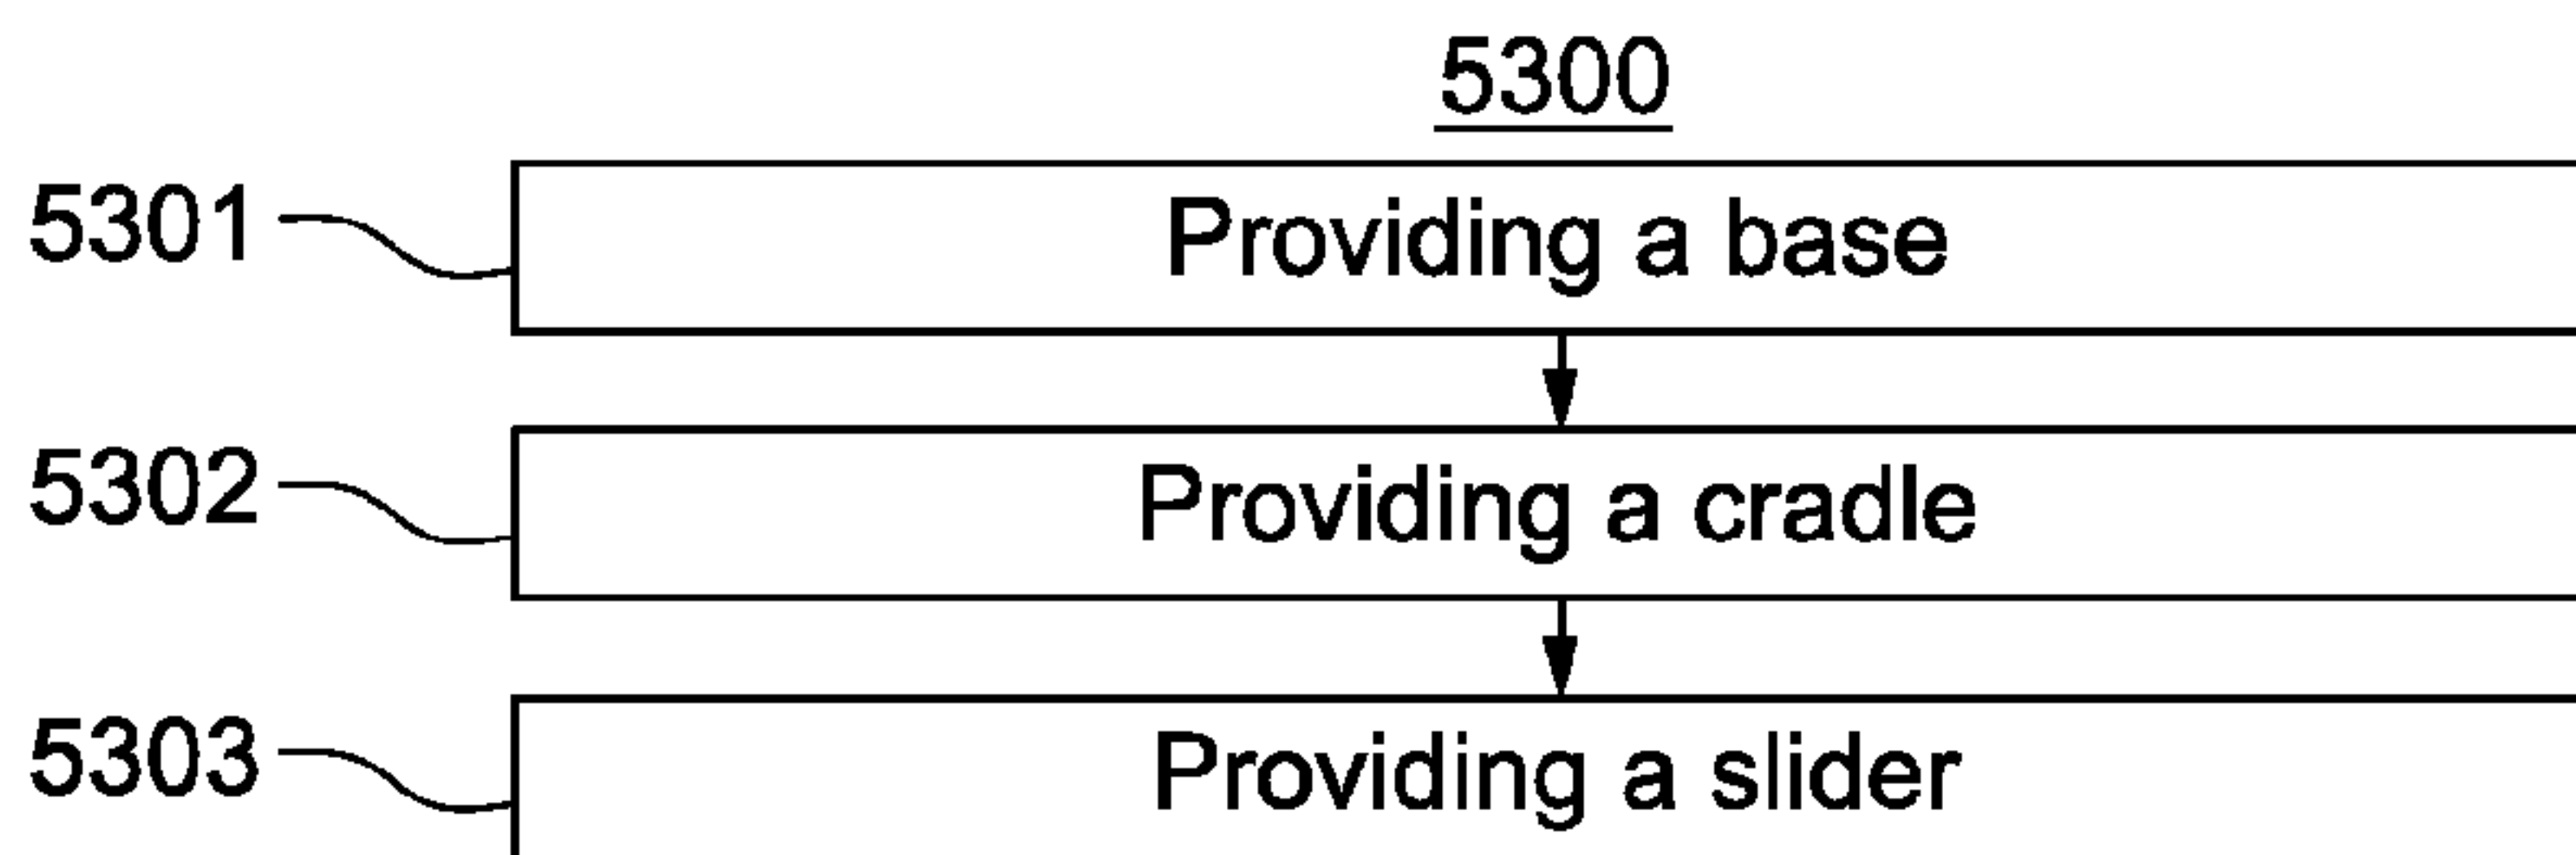 5300
5301 Providing a base
5302 Providing a cradle
5303 Providing a slider